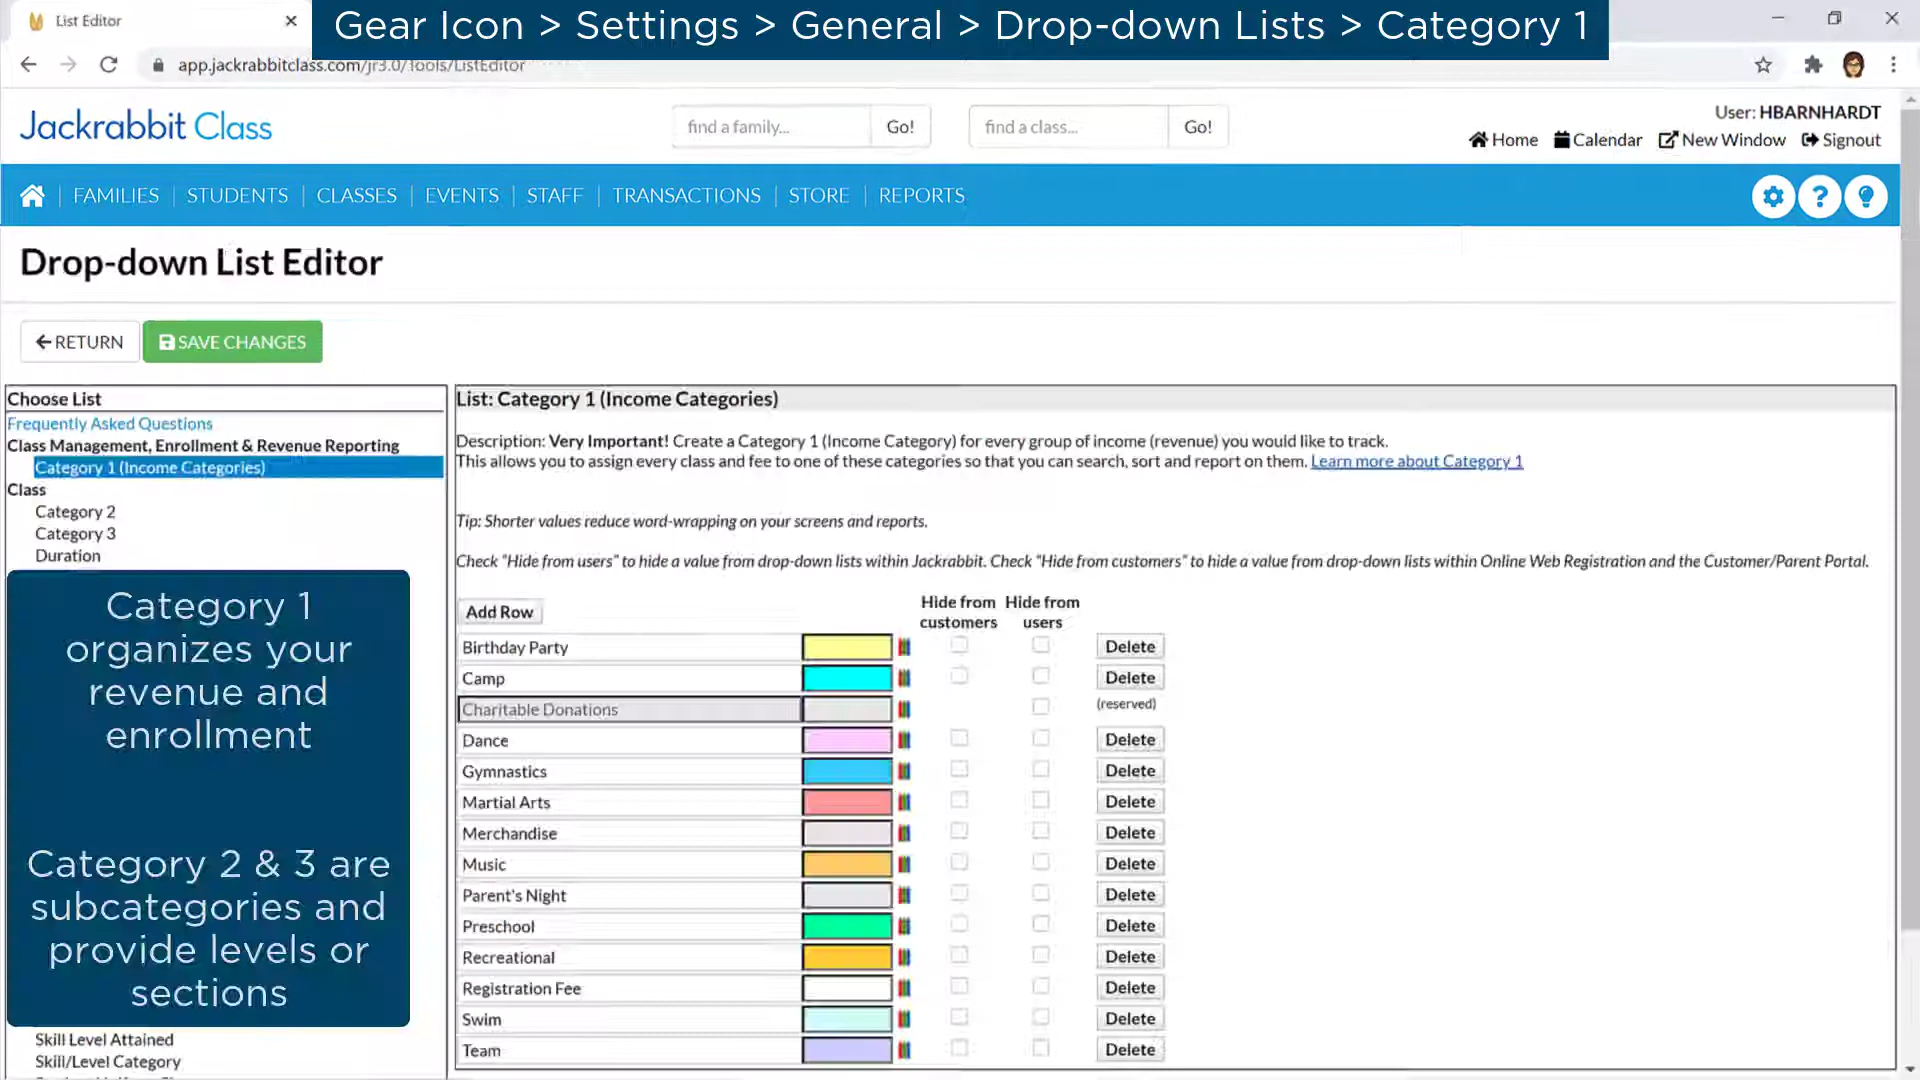 List Editor
Gear Icon > Settings > General > Drop-down Lists > Category 1
app.jackrabbitclass.com/jr3.0/Tools/ListEditor
Jackrabbit Class
find a family...
Go!
find a class...
Go!
User: HBARNHARDT
Home
Calendar
New Window
Signout
FAMILIES
STUDENTS
CLASSES
EVENTS
STAFF
TRANSACTIONS
STORE
REPORTS
?
Drop-down List Editor
RETURN
SAVE CHANGES
Choose List
Frequently Asked Questions
Class Management, Enrollment & Revenue Reporting
Category 1 (Income Categories)
Class
Category 2
Category 3
Duration
Category 1
organizes your
revenue and
enrollment
Category 2 & 3 are
subcategories and
provide levels or
sections
Skill Level Attained
Skill/Level Category
List: Category 1 (Income Categories)
Description: Very Important! Create a Category 1 (Income Category) for every group of income (revenue) you would like to track.
This allows you to assign every class and fee to one of these categories so that you can search, sort and report on them. Learn more about Category 1
Tip: Shorter values reduce word-wrapping on your screens and reports.
Check "Hide from users" to hide a value from drop-down lists within Jackrabbit. Check "Hide from customers" to hide a value from drop-down lists within Online Web Registration and the Customer/Parent Portal.
Add Row
Hide from customers
Hide from users
Birthday Party Delete
Camp Delete
Charitable Donations (reserved)
Dance Delete
Gymnastics Delete
Martial Arts Delete
Merchandise Delete
Music Delete
Parent's Night Delete
Preschool Delete
Recreational Delete
Registration Fee Delete
Swim Delete
Team Delete